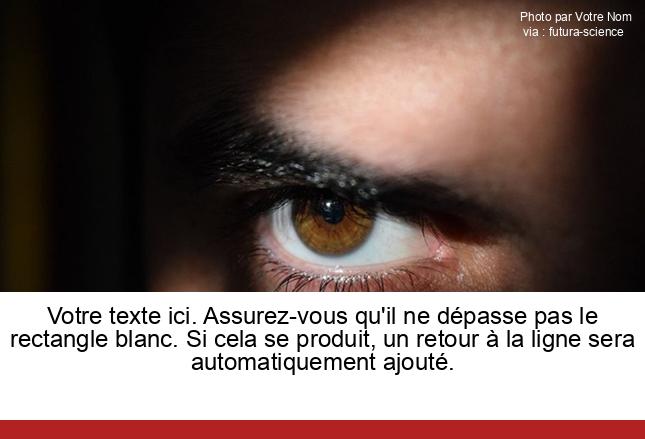 Photo par Votre Nom
via : futura-science
Votre texte ici. Assurez-vous qu'il ne dépasse pas le
rectangle blanc. Si cela se produit, un retour à la ligne sera
automatiquement ajouté.